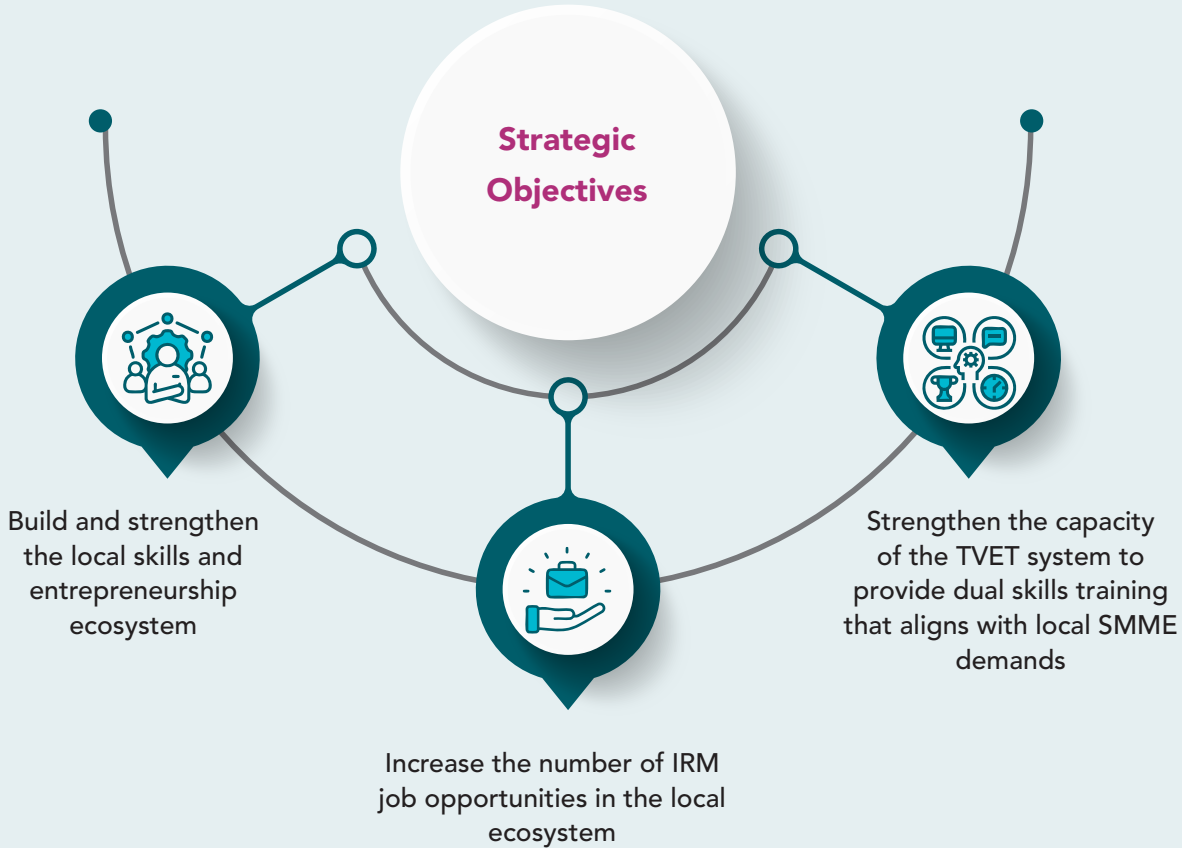 Strategic
Objectives
Build and strengthen
the local skills and
entrepreneurship
ecosystem
Increase the number of IRM
job opportunities in the local
ecosystem
Strengthen the capacity
of the TVET system to
provide dual skills training
that aligns with local SMME
demands